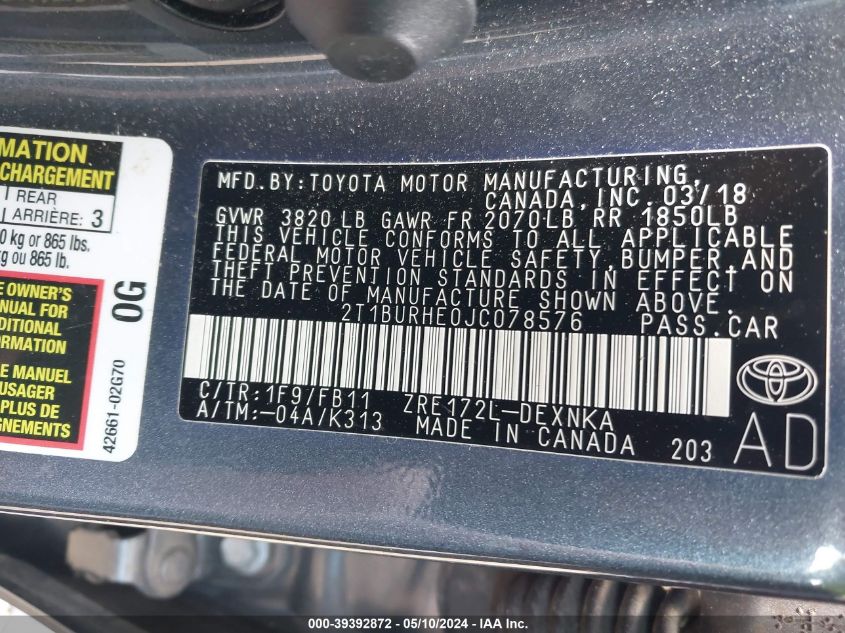 MATION
CHARGEMENT
REAR
ARRIÈRE: 3
0 kg or 865 lbs.
kg ou 865 lb.
OWNER'S
MANUAL FOR
ADDITIONAL
INFORMATION
LE MANUEL
USAGER
PLUS DE
0G
42661-02G70
MFD.BY:TOYOTA MOTOR MANUFACTURING,
CANADA, INC. 03/18
GVWR 3820 LB GAWR FR 2070LB, RR 1850LB
THIS VEHICLE CONFORMS TO ALL APPLICABLE
FEDERAL MOTOR VEHICLE SAFETY, BUMPER, AND
THEFT PREVENTION STANDARDS IN EFFECT ON
THE DATE OF MANUFACTURE SHOWN ABOVE.
2T1BURHE0JC078576 PASS.CAR
C/TR:1F9/FB11 ZRE172L-DEXNKA
A/TM:-04A/K313 MADE IN CANADA 203
AD
000-39392872 / 05/10/2024 - IAA Inc.